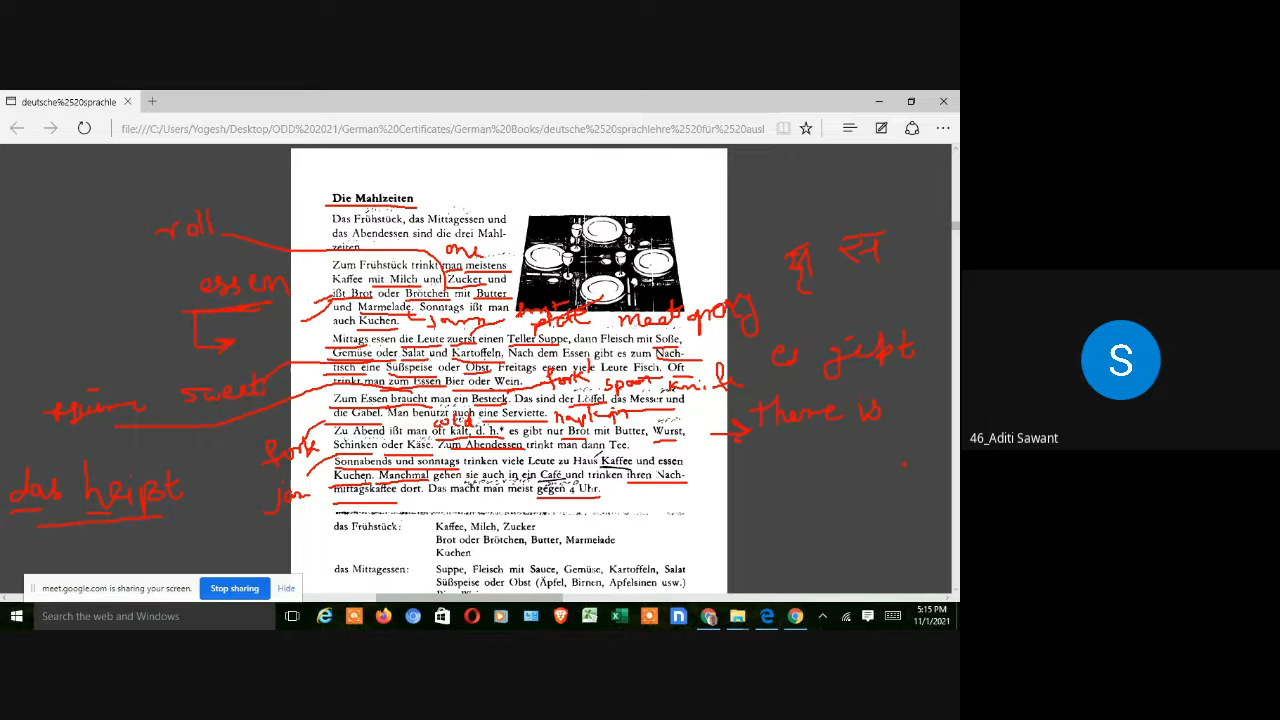 deutsche%2520sprachle
file:///C:/Users/Yogesh/Desktop/ODD%202021/German%20Certificates/German%20Books/deutsche%2520sprachlehre%2520für%2520ausl
Die Mahlzeiten
Das Frühstück, das Mittagessen und
das Abendessen sind die drei Mahl-
zeiten.
Zum Frühstück trinkt man meistens
Kaffee mit Milch und Zucker und
ißt Brot oder Brötchen mit Butter
und Marmelade. Sonntags ißt man
auch Kuchen.
Mittags essen die Leute zuerst einen Teller Suppe, dann Fleisch mit Soße,
Gemüse oder Salat und Kartoffeln. Nach dem Essen gibt es zum Nach-
tisch eine Süßspeise oder Obst. Freitags essen viele Leute Fisch. Oft
trinkt man zum Essen Bier oder Wein.
Zum Essen braucht man ein Besteck. Das sind der Löffel, das Messer und
die Gabel. Man benutzt auch eine Serviette.
Zu Abend ißt man oft kalt, d. h.* es gibt nur Brot mit Butter, Wurst,
Schinken oder Käse. Zum Abendessen trinkt man dann Tee.
Sonnabends und sonntags trinken viele Leute zu Haus Kaffee und essen
Kuchen. Manchmal gehen sie auch in ein Café und trinken ihren Nach-
mittagskaffee dort. Das macht man meist gegen 4 Uhr.
das Frühstück: Kaffee, Milch, Zucker
Brot oder Brötchen, Butter, Marmelade
Kuchen
das Mittagessen: Suppe, Fleisch mit Sauce, Gemüse, Kartoffeln, Salat
Süßspeise oder Obst (Äpfel, Birnen, Apfelsinen usw.)
roll
one
essen
plate
sweet
fork
spoon
knife
napkin
cold
fork
there is
das heißt
46_Aditi Sawant
S
meet.google.com is sharing your screen.
Stop sharing
Hide
Search the web and Windows
5:15 PM
11/1/2021